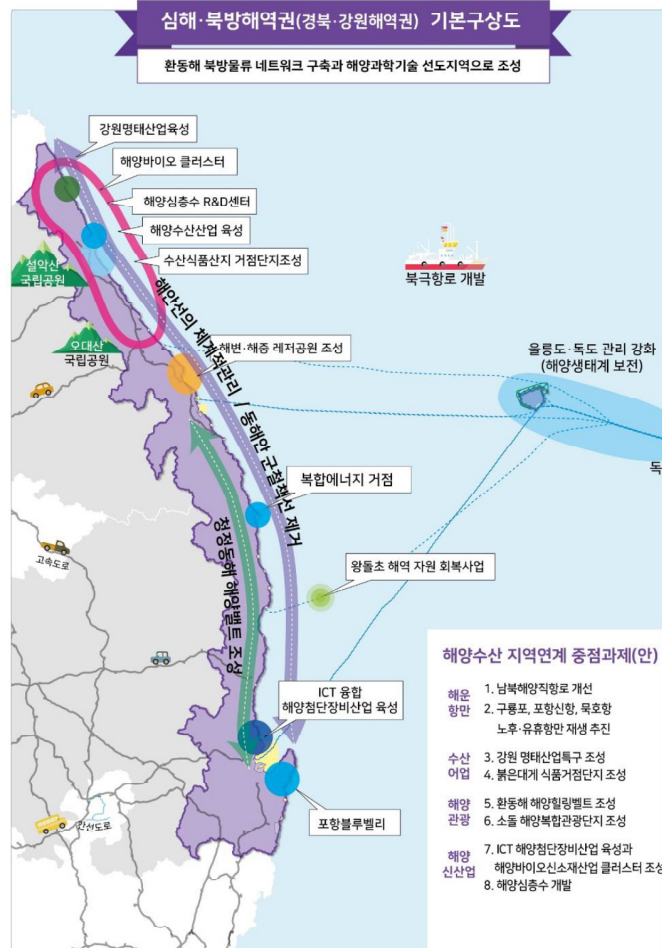 심해·북방해역권(경북·강원해역권) 기본구상도
환동해 북방물류 네트워크 구축과 해양과학기술 선도지역으로 조성
강원명태산업육성
해양바이오 클러스터
해양심층수 R&D센터
해양수산산업 육성
수산식품산지 거점단지조성
설악산
국립공원
오대산
국립공원
북극항로 개발
해안선의 체계적관리 / 동해안 군철책선 제거
해변·해중 레저공원 조성
울릉도·독도 관리 강화
(해양생태계 보전)
독
복합에너지 거점
청정동해 해양밸트 조성
고속도로
왕돌초 해역 자원 회복사업
ICT 융합
해양첨단장비산업 육성
간선도로
포항블루벨리
해양수산 지역연계 중점과제(안)
해운
항만
1. 남북해양직항로 개선
2. 구룡포, 포항신항, 묵호항
노후·유휴항만 재생 추진
수산
어업
3. 강원 명태산업특구 조성
4. 붉은대게 식품거점단지 조성
해양
관광
5. 환동해 해양힐링벨트 조성
6. 소돌 해양복합관광단지 조성
해양
신산업
7. ICT 해양첨단장비산업 육성과
해양바이오신소재산업 클러스터 조성
8. 해양심층수 개발